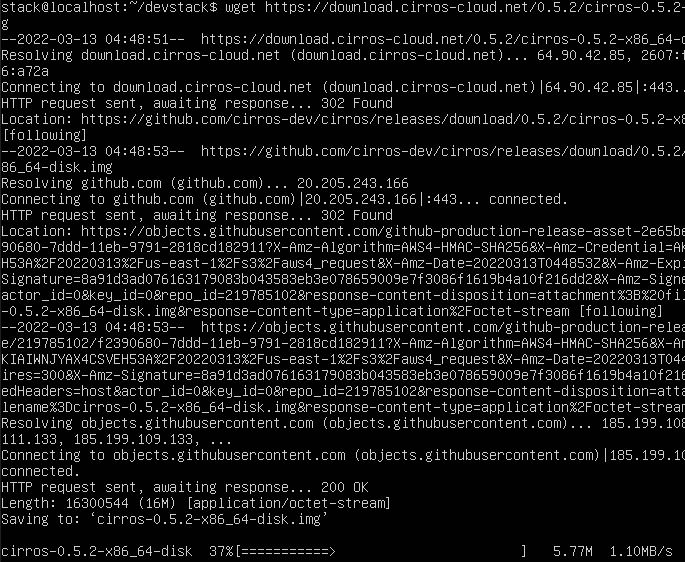 stack@localhost:~/devstack$ wget https://download.cirros-cloud.net/0.5.2/cirros-0.5.2-
g
--2022-03-13 04:48:51--  https://download.cirros-cloud.net/0.5.2/cirros-0.5.2-x86_64-d
Resolving download.cirros-cloud.net (download.cirros-cloud.net)... 64.90.42.85, 2607:f
6:a72a
Connecting to download.cirros-cloud.net (download.cirros-cloud.net)|64.90.42.85|:443..
HTTP request sent, awaiting response... 302 Found
Location: https://github.com/cirros-dev/cirros/releases/download/0.5.2/cirros-0.5.2-x8
[following]
--2022-03-13 04:48:53--  https://github.com/cirros-dev/cirros/releases/download/0.5.2/
86_64-disk.img
Resolving github.com (github.com)... 20.205.243.166
Connecting to github.com (github.com)|20.205.243.166|:443... connected.
HTTP request sent, awaiting response... 302 Found
Location: https://objects.githubusercontent.com/github-production-release-asset-2e65be
90680-7ddd-11eb-9791-2818cd182911?X-Amz-Algorithm=AWS4-HMAC-SHA256&X-Amz-Credential=AK
H53A%2F20220313%2Fus-east-1%2Fs3%2Faws4_request&X-Amz-Date=20220313T044853Z&X-Amz-Expi
Signature=8a91d3ad076163179083b043583eb3e078659009e7f3086f1619b4a10f216dd2&X-Amz-Signe
actor_id=0&key_id=0&repo_id=219785102&response-content-disposition=attachment%3B%20fil
-0.5.2-x86_64-disk.img&response-content-type=application%2Foctet-stream [following]
--2022-03-13 04:48:53--  https://objects.githubusercontent.com/github-production-relea
e/219785102/f2390680-7ddd-11eb-9791-2818cd182911?X-Amz-Algorithm=AWS4-HMAC-SHA256&X-Am
KIAIWNJYAX4CSVEH53A%2F20220313%2Fus-east-1%2Fs3%2Faws4_request&X-Amz-Date=20220313T044
ires=300&X-Amz-Signature=8a91d3ad076163179083b043583eb3e078659009e7f3086f1619b4a10f216
edHeaders=host&actor_id=0&key_id=0&repo_id=219785102&response-content-disposition=atta
lename%3Dcirros-0.5.2-x86_64-disk.img&response-content-type=application%2Foctet-stream
Resolving objects.githubusercontent.com (objects.githubusercontent.com)... 185.199.108
111.133, 185.199.109.133, ...
Connecting to objects.githubusercontent.com (objects.githubusercontent.com)|185.199.10
connected.
HTTP request sent, awaiting response... 200 OK
Length: 16300544 (16M) [application/octet-stream]
Saving to: ‘cirros-0.5.2-x86_64-disk.img’
cirros-0.5.2-x86_64-disk  37%[===========>                    ]   5.77M  1.10MB/s